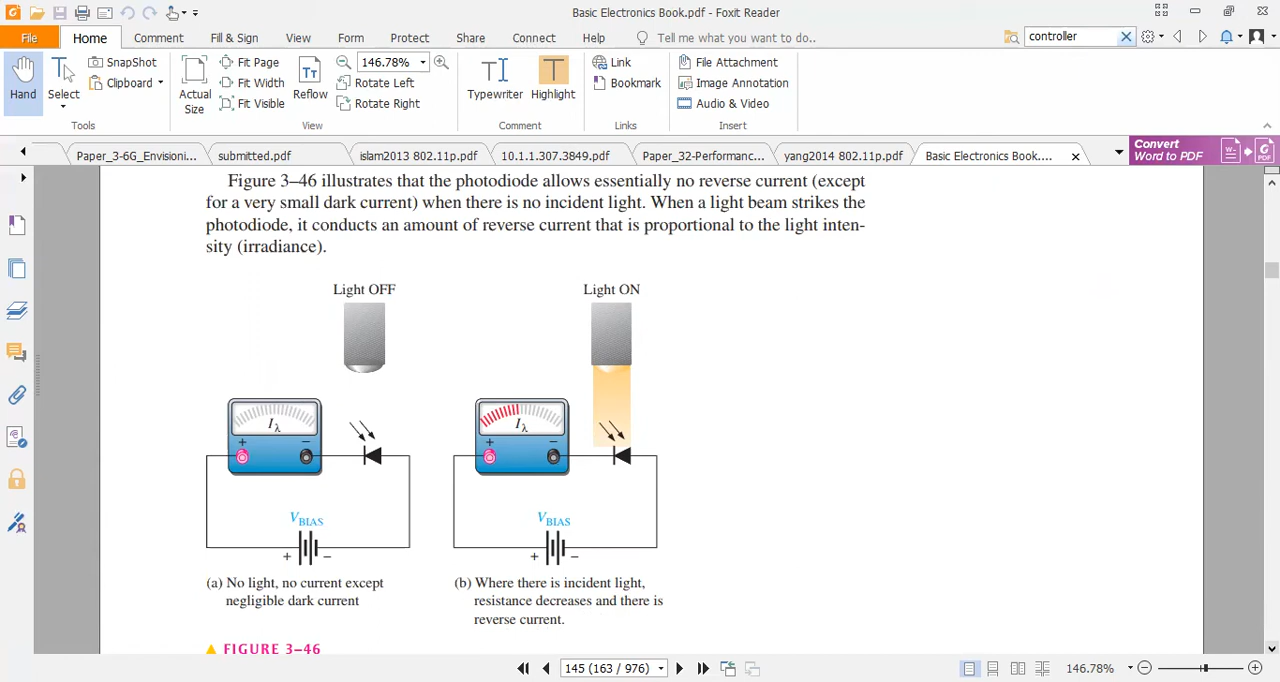 Basic Electronics Book.pdf - Foxit Reader
File Home Comment Fill & Sign View Form Protect Share Connect Help Tell me what you want to do.. controller
Hand
Select
SnapShot
Clipboard
Tools
Actual Size
Fit Page
Fit Width
Fit Visible
Reflow
146.78%
Rotate Left
Rotate Right
View
Typewriter
Highlight
Comment
Link
Bookmark
Links
File Attachment
Image Annotation
Audio & Video
Insert
Paper_3-6G_Envisioni... submitted.pdf islam2013 802.11p.pdf 10.1.1.307.3849.pdf Paper_32-Performanc... yang2014 802.11p.pdf Basic Electronics Book....
Convert
Word to PDF
PDF
Figure 3–46 illustrates that the photodiode allows essentially no reverse current (except
for a very small dark current) when there is no incident light. When a light beam strikes the
photodiode, it conducts an amount of reverse current that is proportional to the light inten-
sity (irradiance).
Light OFF
Light ON
Iλ
+ −
Iλ
+ −
VBIAS
+ −
VBIAS
+ −
(a) No light, no current except
negligible dark current
(b) Where there is incident light,
resistance decreases and there is
reverse current.
▲ FIGURE 3–46
145 (163 / 976)
146.78%